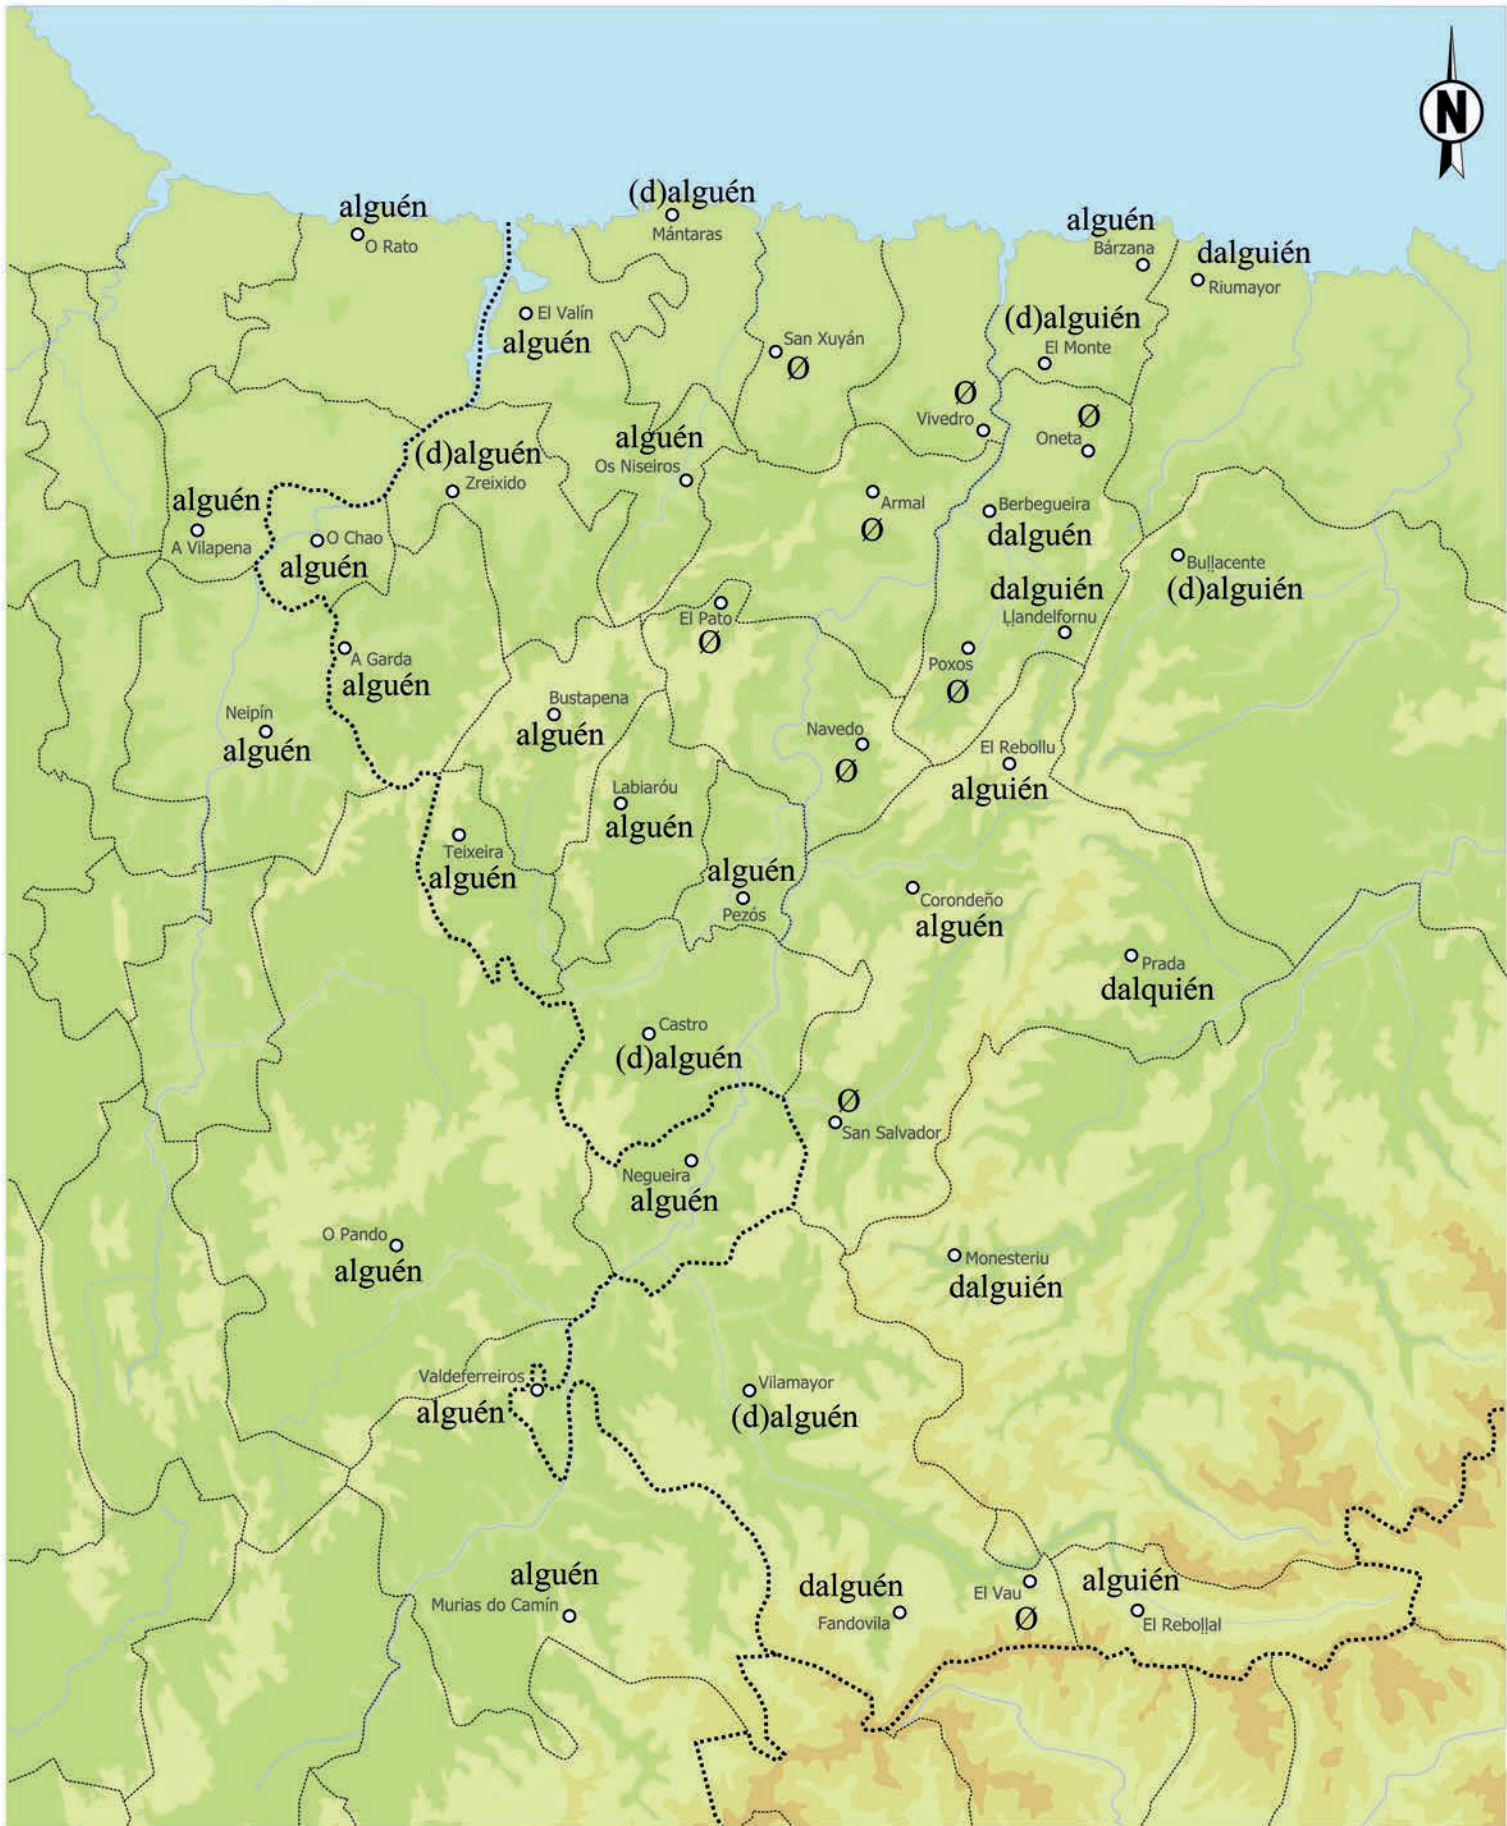 N
(d)alguén
alguén
Mántaras
O Rato
alguén
Bárzana
dalguién
Riumayor
El Valín
alguén
(d)alguién
El Monte
San Xuyán
Ø
Ø
Vivedro
Ø
Oneta
alguén
Os Niseiros
(d)alguén
Zreixido
alguén
A Vilapena
Armal
Ø
Berbegueira
dalguén
O Chao
alguén
Buḷḷacente
(d)alguién
dalguién
Ḷḷandelfornu
El Pato
Ø
A Garda
alguén
Poxos
Ø
Bustapena
alguén
Neipín
alguén
Navedo
Ø
El Rebollu
alguién
Labiaróu
alguén
Teixeira
alguén
alguén
Pezós
Corondeño
alguén
Prada
dalquién
Castro
(d)alguén
Ø
San Salvador
Negueira
alguén
O Pando
alguén
Monesteriu
dalguién
Valdeferreiros
alguén
Vilamayor
(d)alguén
alguén
Murias do Camín
dalguén
Fandovila
El Vau
Ø
alguién
El Reboḷḷal